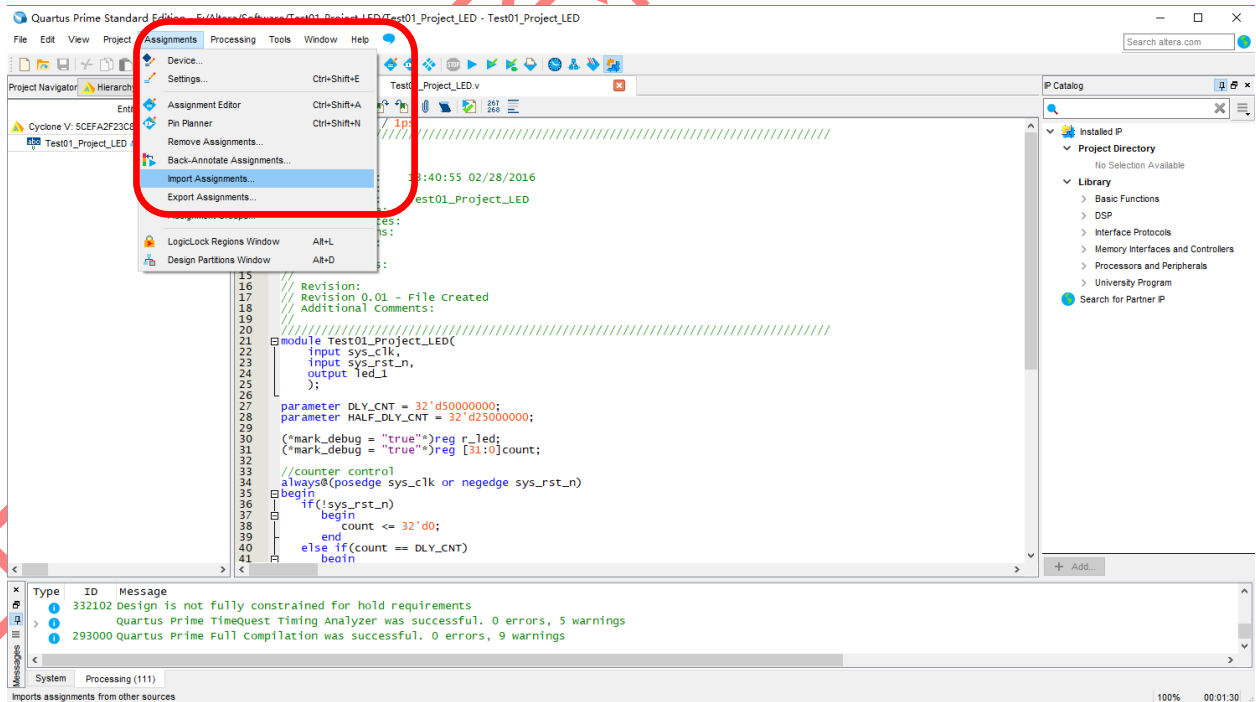 Quartus Prime Standard Edition - E:/Altera/Software/Test01_Project_LED/Test01_Project_LED - Test01_Project_LED
File Edit View Project Assignments Processing Tools Window Help
Search altera.com
Device...
Settings... Ctrl+Shift+E
Assignment Editor Ctrl+Shift+A
Pin Planner Ctrl+Shift+N
Remove Assignments...
Back-Annotate Assignments...
Import Assignments...
Export Assignments...
LogicLock Regions Window Alt+L
Design Partitions Window Alt+D
Project Navigator Hierarchy
Cyclone V: 5CEFA2F23C8
Test01_Project_LED
Test01_Project_LED.v
267
268
/ 1ps
////////////////////////////////////////////////////////////////////
:40:55 02/28/2016
est01_Project_LED
es:
ns:
s:
15 //
16 // Revision:
17 // Revision 0.01 - File Created
18 // Additional Comments:
19 //
20 //////////////////////////////////////////////////////////////////////////////////
21 module Test01_Project_LED(
22 input sys_clk,
23 input sys_rst_n,
24 output led_1
25 );
26
27 parameter DLY_CNT = 32'd50000000;
28 parameter HALF_DLY_CNT = 32'd25000000;
29
30 (*mark_debug = "true"*)reg r_led;
31 (*mark_debug = "true"*)reg [31:0]count;
32
33 //counter control
34 always@(posedge sys_clk or negedge sys_rst_n)
35 begin
36 if(!sys_rst_n)
37 begin
38 count <= 32'd0;
39 end
40 else if(count == DLY_CNT)
41 begin
IP Catalog
Installed IP
Project Directory
No Selection Available
Library
Basic Functions
DSP
Interface Protocols
Memory Interfaces and Controllers
Processors and Peripherals
University Program
Search for Partner IP
+ Add...
Messages
Type ID Message
332102 Design is not fully constrained for hold requirements
Quartus Prime TimeQuest Timing Analyzer was successful. 0 errors, 5 warnings
293000 Quartus Prime Full Compilation was successful. 0 errors, 9 warnings
System Processing (111)
Imports assignments from other sources
100% 00:01:30